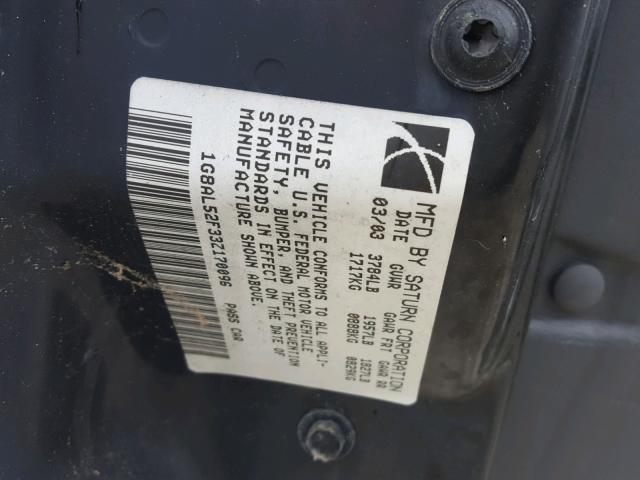 MFD BY SATURN CORPORATION
DATE GVWR GAWR FRT GAWR RR
03/03 3784LB 1957LB 1827LB
1717KG 0888KG 0829KG
THIS VEHICLE CONFORMS TO ALL APPLI-
CABLE U.S. FEDERAL MOTOR VEHICLE
SAFETY, BUMPER, AND THEFT PREVENTION
STANDARDS IN EFFECT ON THE DATE OF
MANUFACTURE SHOWN ABOVE.
1G8AL52F33Z170096 PASS CAR